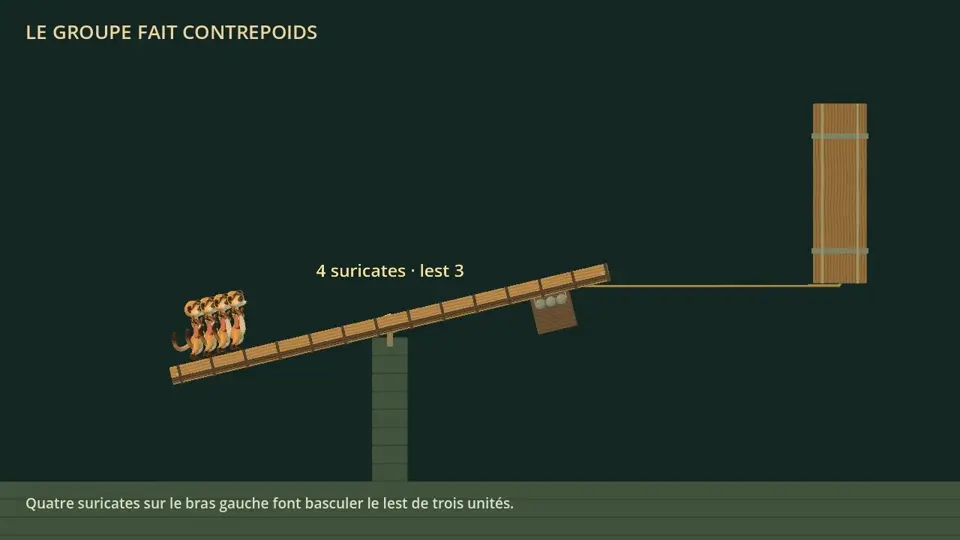 LE GROUPE FAIT CONTREPOIDS
4 suricates · lest 3
Quatre suricates sur le bras gauche font basculer le lest de trois unités.